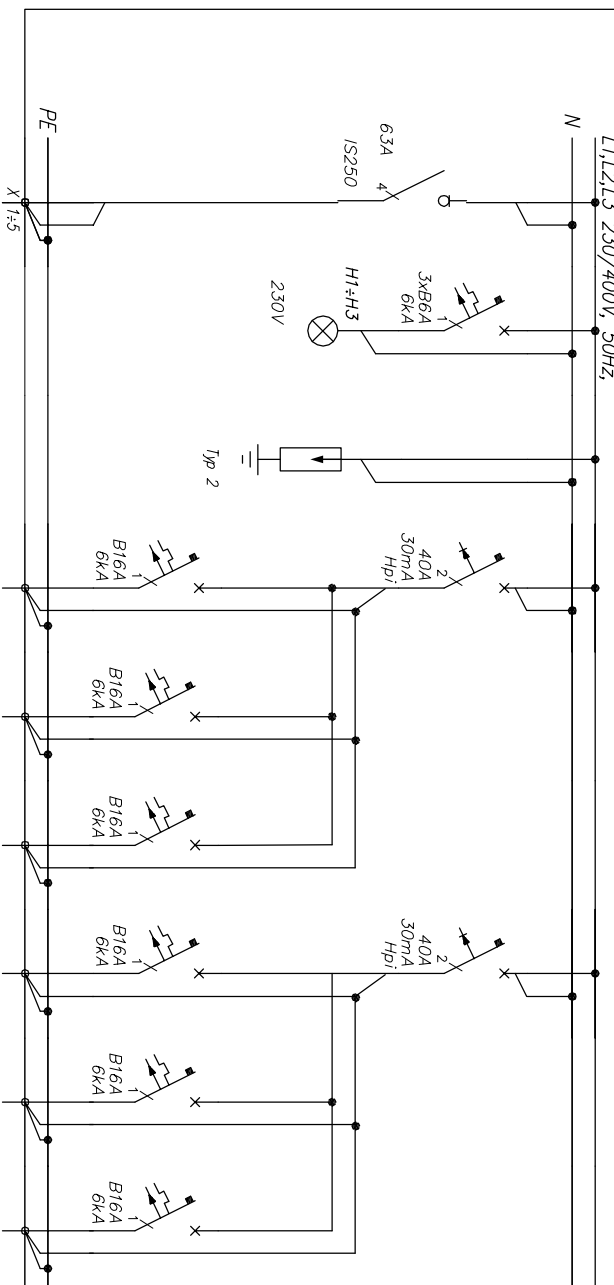 L1,L2,L3 230/400V, 50Hz,
N
PE
63A
IS250
4
X 1÷5
3xB6A
6kA
1
H1÷H3
230V
Typ 2
40A
30mA
Hpi
2
B16A
6kA
1
B16A
6kA
1
B16A
6kA
1
40A
30mA
Hpi
2
B16A
6kA
1
B16A
6kA
1
B16A
6kA
1